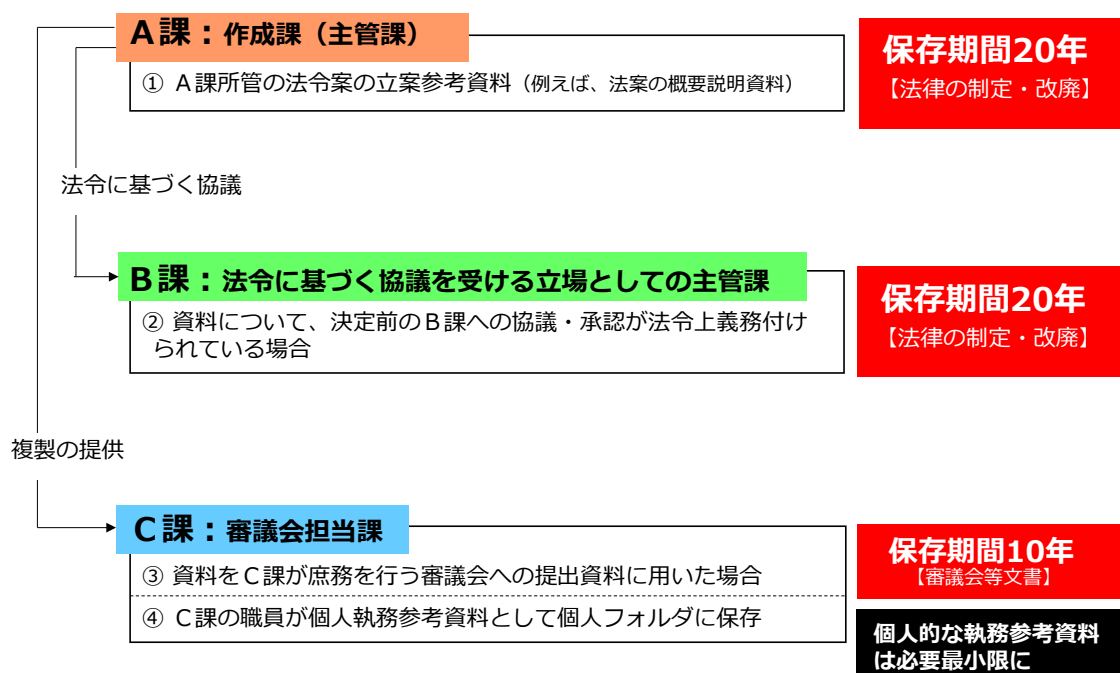 A課：作成課（主管課）
① A課所管の法令案の立案参考資料（例えば、法案の概要説明資料）
保存期間20年
【法律の制定・改廃】
法令に基づく協議
B課：法令に基づく協議を受ける立場としての主管課
② 資料について、決定前のB課への協議・承認が法令上義務付け
られている場合
保存期間20年
【法律の制定・改廃】
複製の提供
C課：審議会担当課
③ 資料をC課が庶務を行う審議会への提出資料に用いた場合
④ C課の職員が個人執務参考資料として個人フォルダに保存
保存期間10年
【審議会等文書】
個人的な執務参考資料
は必要最小限に